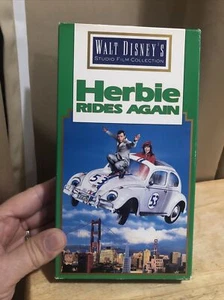 WALT DISNEY'S
STUDIO FILM COLLECTION
Herbie
RIDES AGAIN
53
53